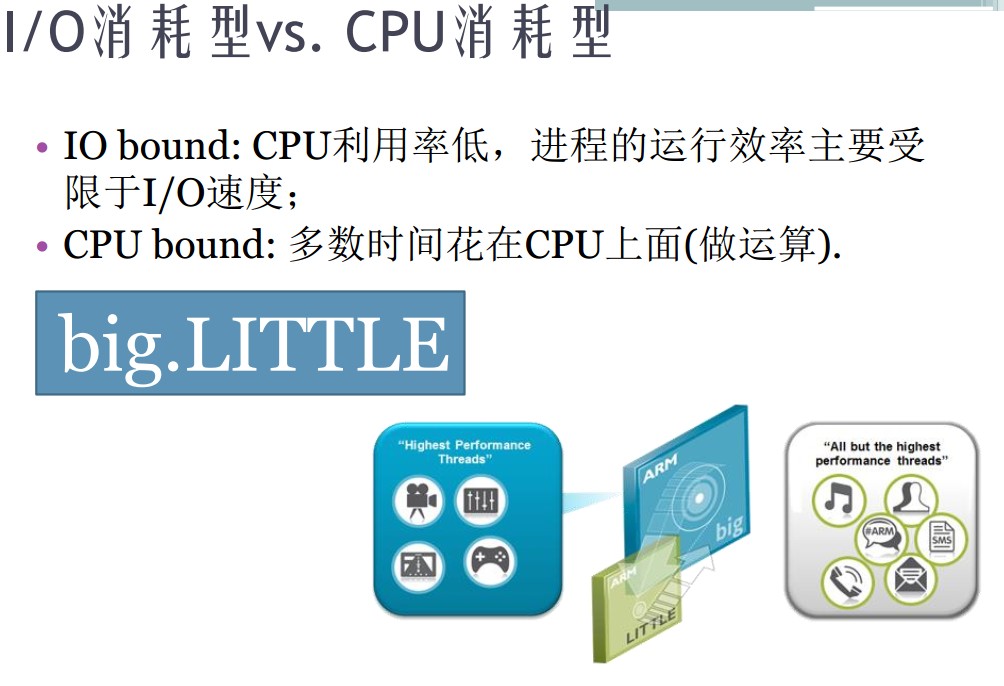 I/O消耗型vs. CPU消耗型
• IO bound: CPU利用率低，进程的运行效率主要受
限于I/O速度；
• CPU bound: 多数时间花在CPU上面(做运算).
big.LITTLE
“Highest Performance
Threads”
ARM
big
ARM
LITTLE
“All but the highest
performance threads”
#ARM
SMS